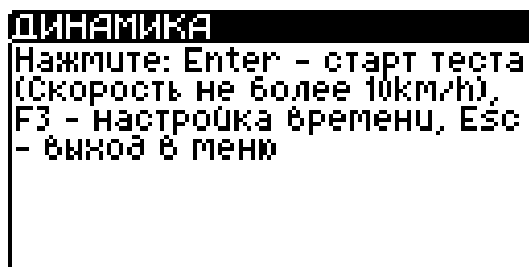 ДИНАМИКА
Нажмите: Enter - старт теста
(Скорость не более 10km/h),
F3 - настройка времени, Esc
- выход в меню